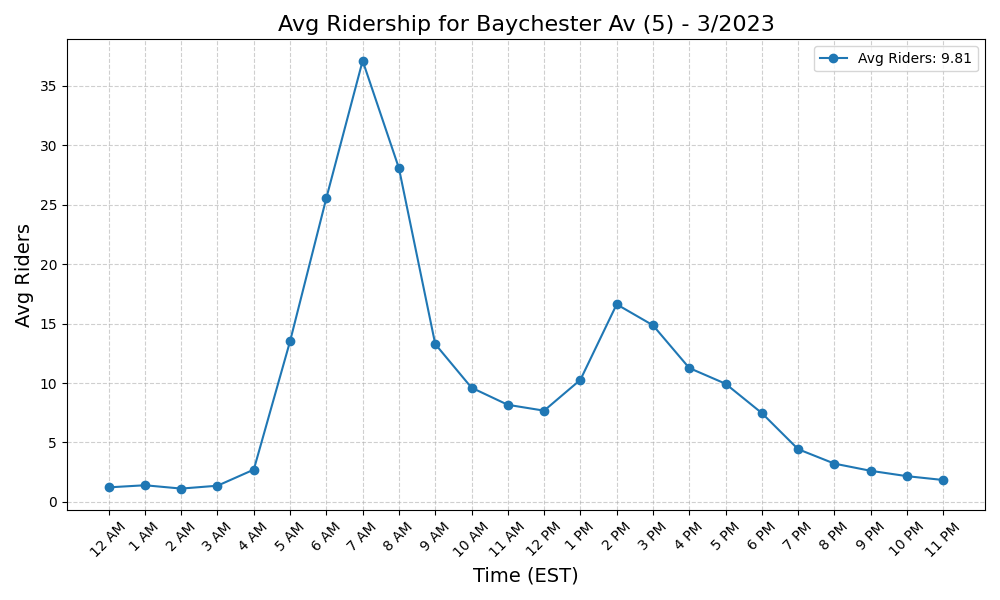 Avg Ridership for Baychester Av (5) - 3/2023
Avg Riders: 9.81
Avg Riders
35
30
25
20
15
10
5
0
12 AM
1 AM
2 AM
3 AM
4 AM
5 AM
6 AM
7 AM
8 AM
9 AM
10 AM
11 AM
12 PM
1 PM
2 PM
3 PM
4 PM
5 PM
6 PM
7 PM
8 PM
9 PM
10 PM
11 PM
Time (EST)